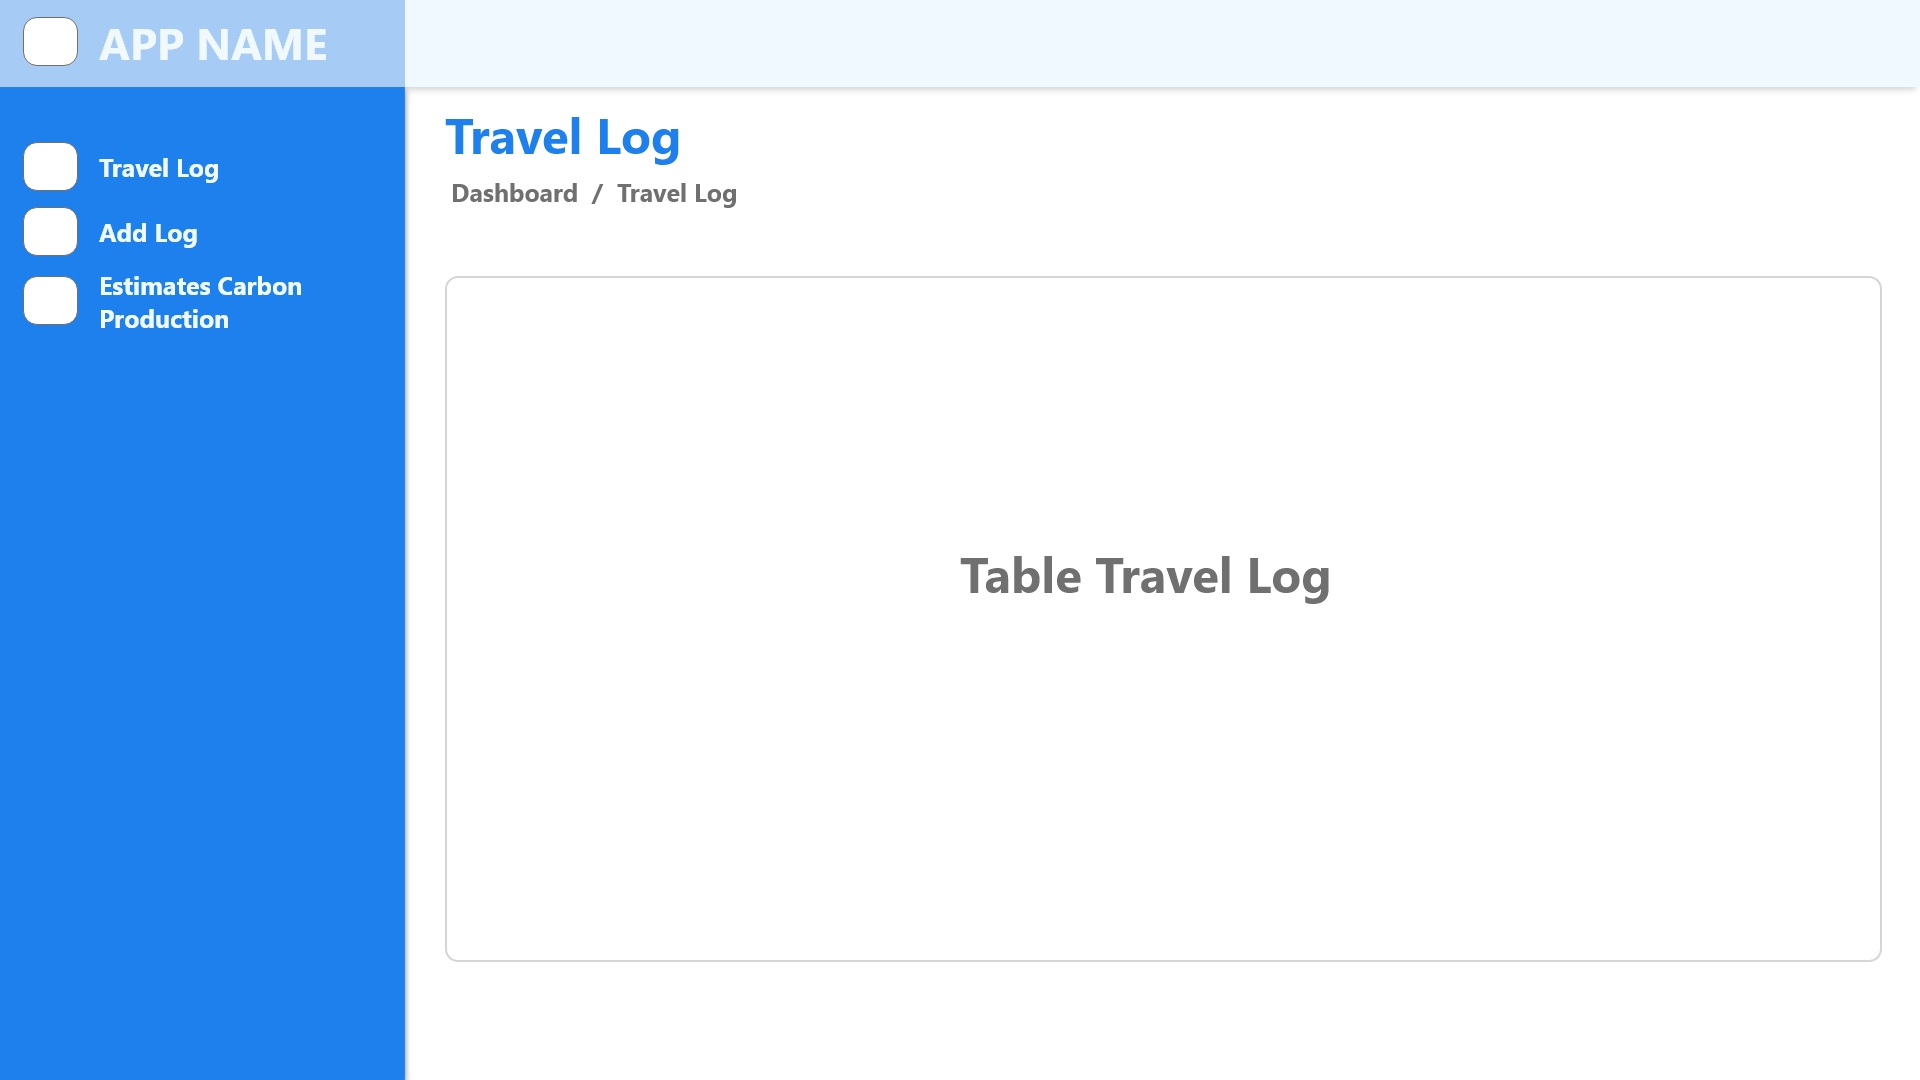 APP NAME
Travel Log
Add Log
Estimates Carbon
Production
Travel Log
Dashboard / Travel Log
Table Travel Log